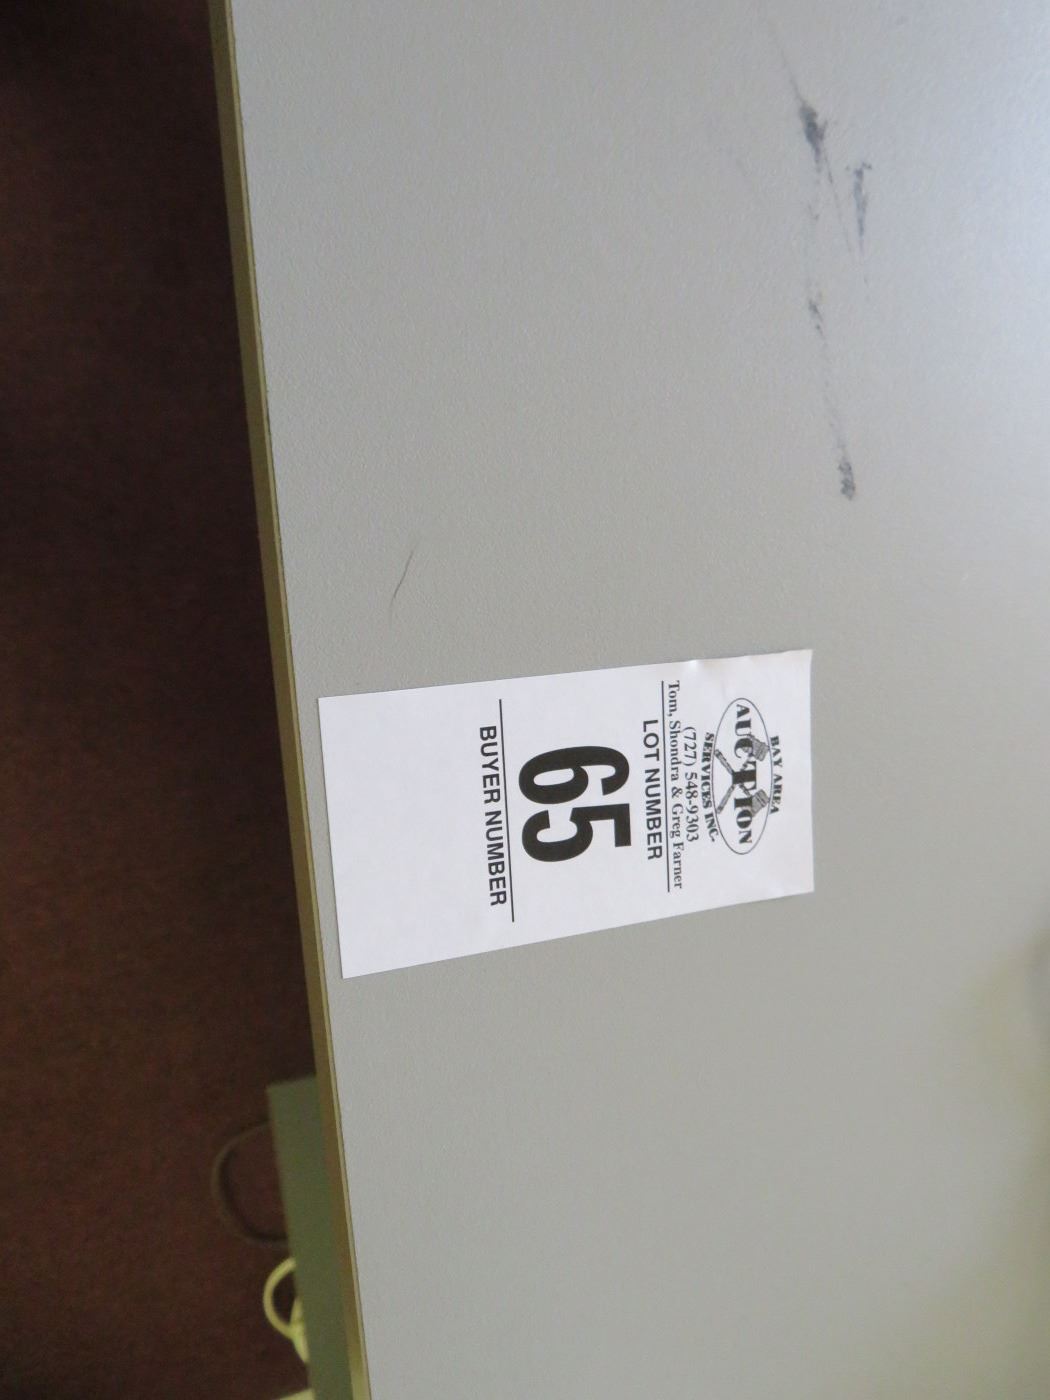 BAY AREA
AUCTION
SERVICES INC.
(727) 548-9303
Tom, Shondra & Greg Farner
LOT NUMBER
65
BUYER NUMBER